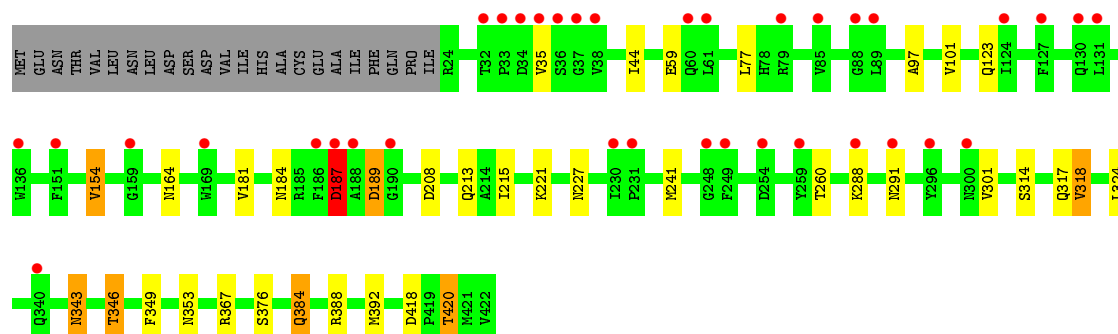 MET GLU ASN THR VAL LEU ASN LEU ASP SER ASP VAL ILE HIS ALA CYS GLU ALA ILE PHE GLN PRO ILE R24 T32 P33 D34 V35 S36 G37 V38 I44 E59 Q60 L61 L77 H78 R79 V85 G88 L89 A97 V101 Q123 I124 F127 Q130 L131
W136 F151 V154 G159 N164 W169 V181 N184 R185 F186 D187 A188 D189 G190 D208 Q213 A214 I215 K221 N227 I230 P231 M241 G248 F249 D254 Y259 T260 K288 N291 Y296 N300 V301 S314 Q317 V318
Q340 N343 T346 F349 N353 R367 S376 Q384 R388 M392 D418 P419 T420 M421 V422